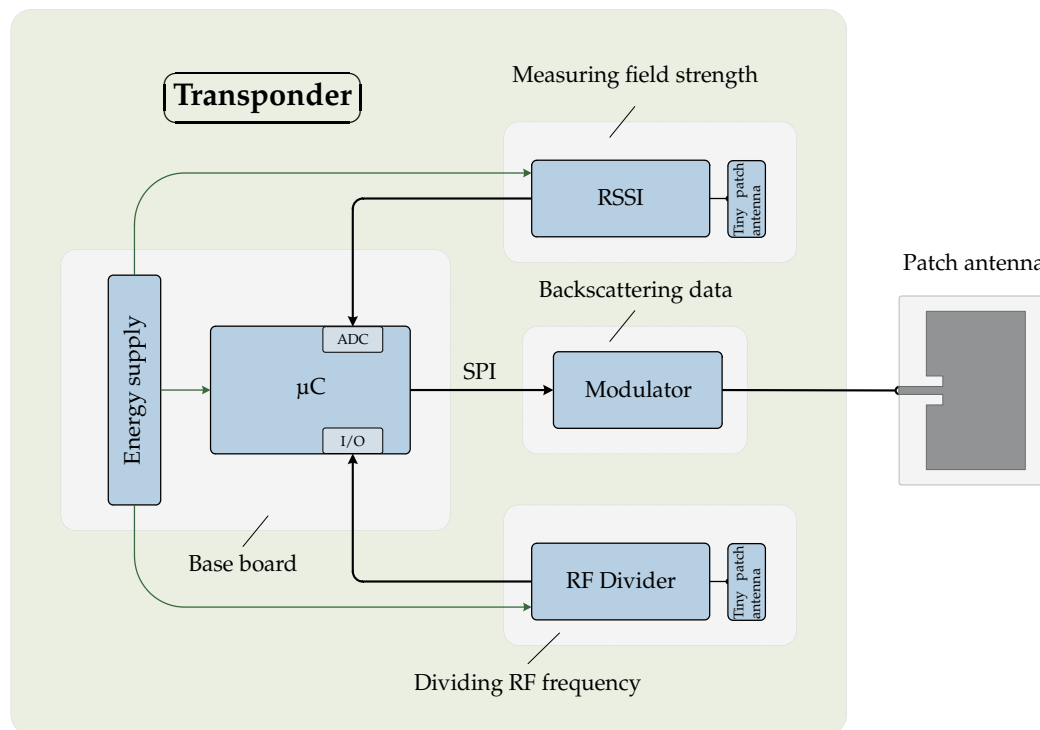 Transponder
Measuring field strength
RSSI
Tiny patch
antenna
Patch antenna
Backscattering data
Energy supply
ADC
µC
SPI
Modulator
I/O
Base board
RF Divider
Tiny patch
antenna
Dividing RF frequency